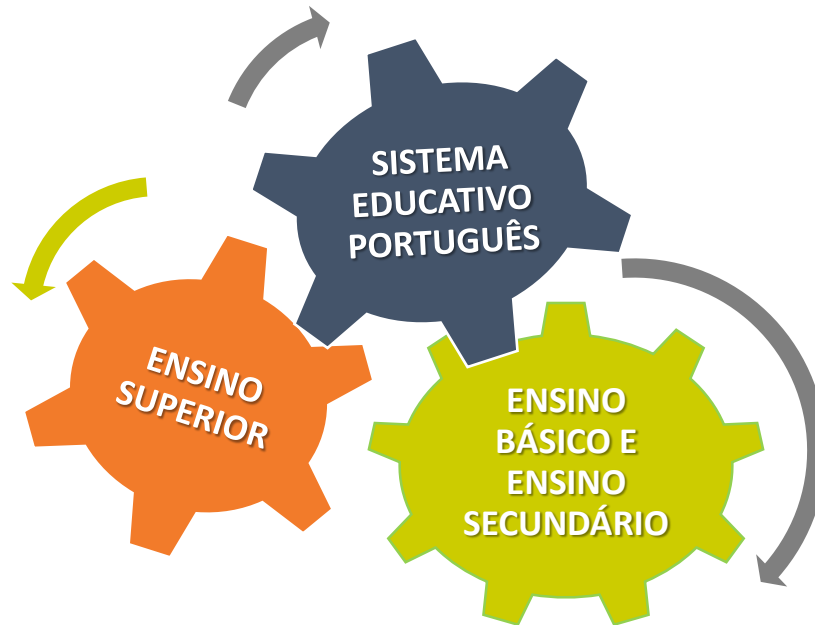 SISTEMA
EDUCATIVO
PORTUGUÊS
ENSINO
SUPERIOR
ENSINO
BÁSICO E
ENSINO
SECUNDÁRIO